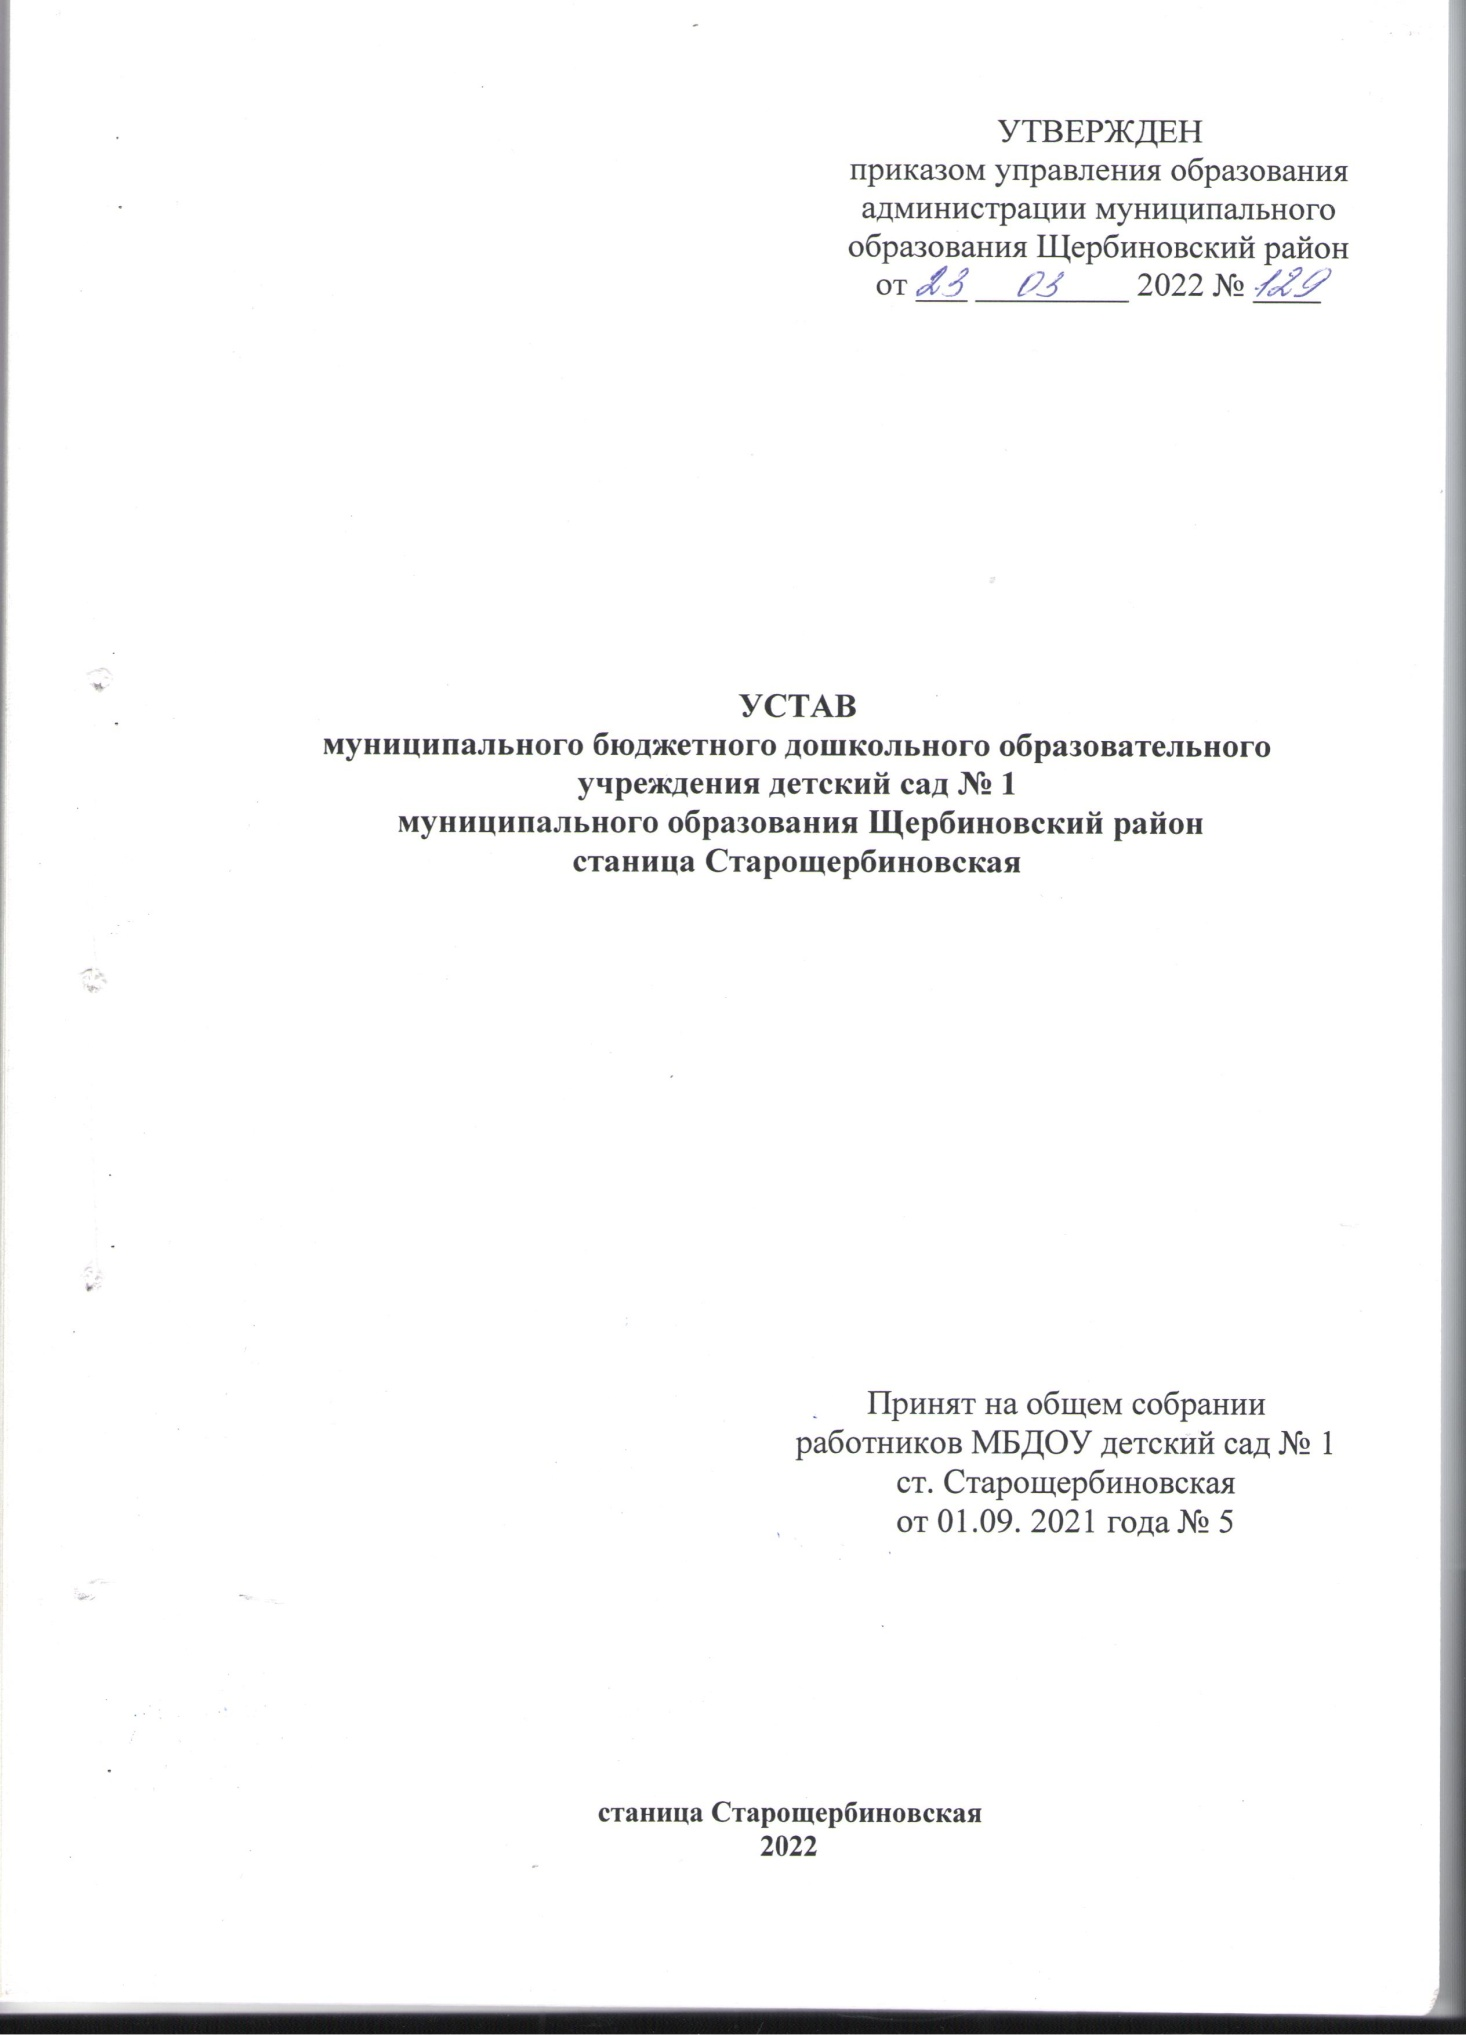 УТВЕРЖДЕН
приказом управления образования
администрации муниципального
образования Щербиновский район
от 23 03 2022 № 129
УСТАВ
муниципального бюджетного дошкольного образовательного
учреждения детский сад № 1
муниципального образования Щербиновский район
станица Старощербиновская
Принят на общем собрании
работников МБДОУ детский сад № 1
ст. Старощербиновская
от 01.09. 2021 года № 5
станица Старощербиновская
2022